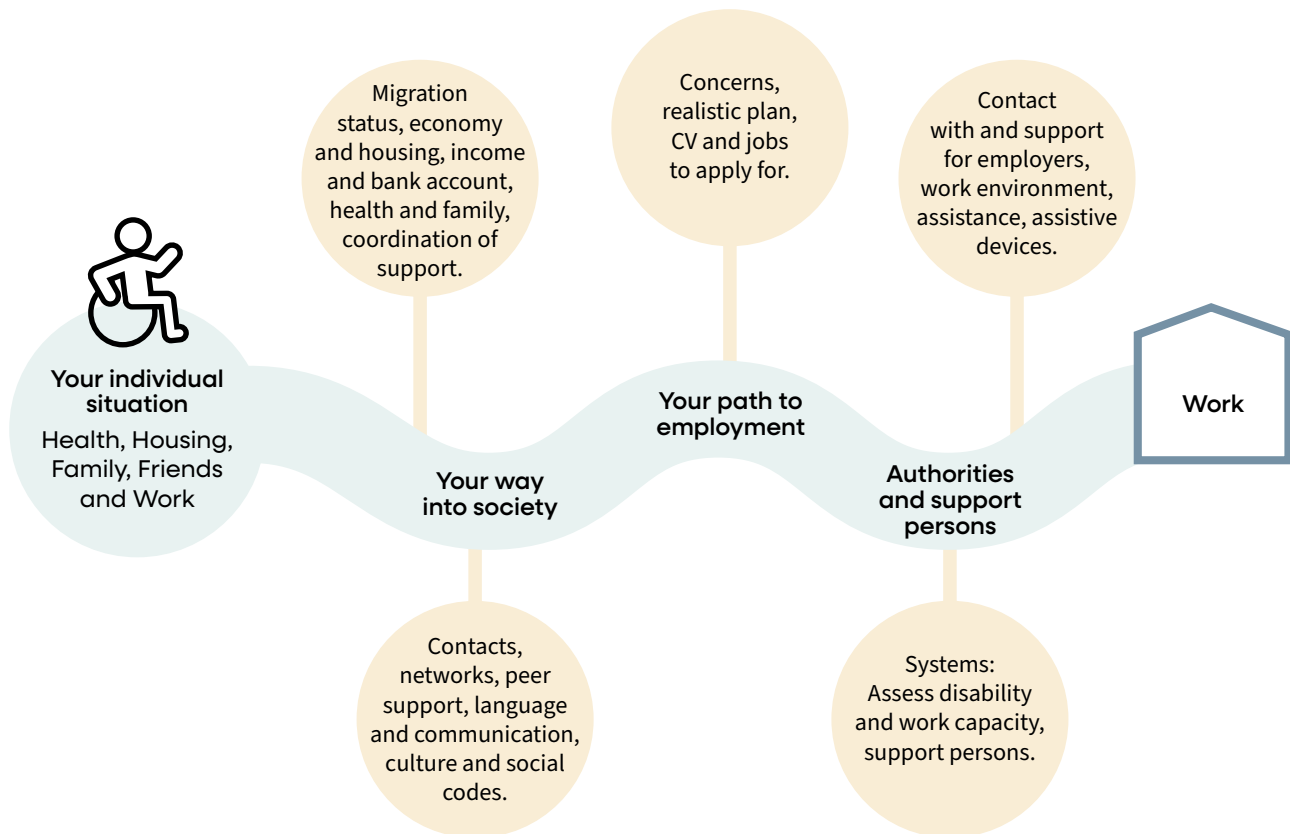 Your individual
situation
Health, Housing,
Family, Friends
and Work
Migration
status, economy
and housing, income
and bank account,
health and family,
coordination of
support.
Your way
into society
Contacts,
networks, peer
support, language
and communication,
culture and social
codes.
Concerns,
realistic plan,
CV and jobs
to apply for.
Your path to
employment
Contact
with and support
for employers,
work environment,
assistance, assistive
devices.
Authorities
and support
persons
Systems:
Assess disability
and work capacity,
support persons.
Work